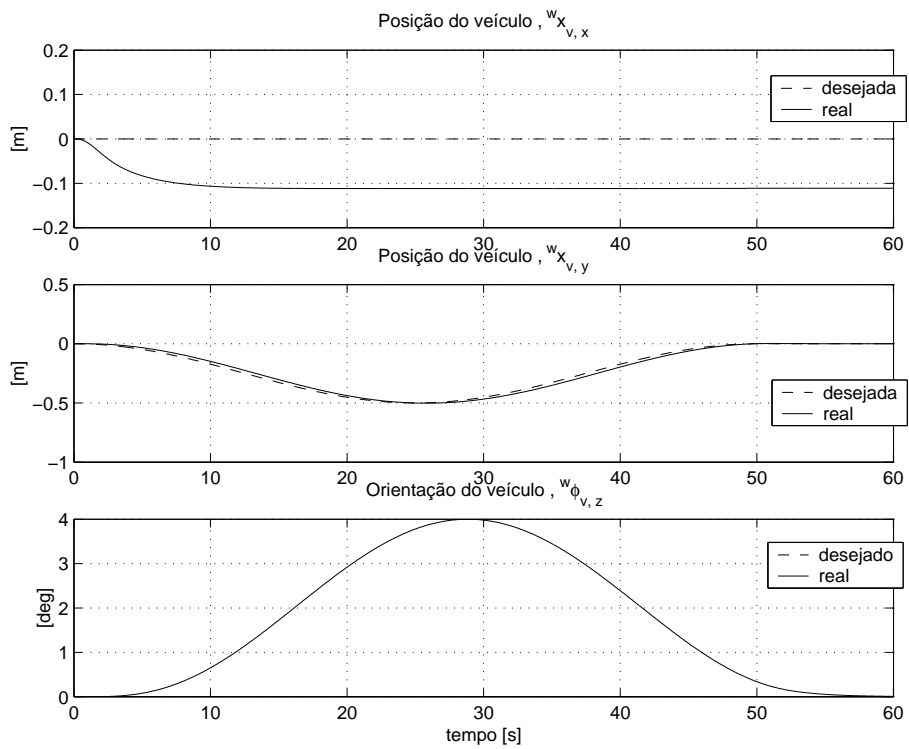 Posição do veículo , ʷx v, x
0.2
0.1
0
−0.1
−0.2
[m]
desejada
real
0 10 20 30 40 50 60
Posição do veículo , ʷx v, y
0.5
0
−0.5
−1
[m]
desejada
real
0 10 20 30 40 50 60
Orientação do veículo , ʷϕ v, z
4
3
2
1
0
[deg]
desejado
real
0 10 20 30 40 50 60
tempo [s]